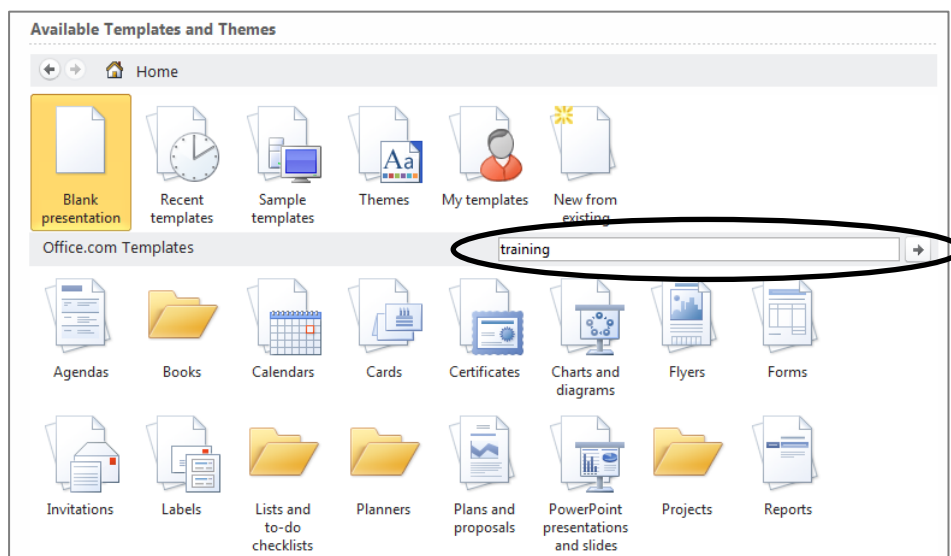 Available Templates and Themes
Home
Blank presentation
Recent templates
Sample templates
Themes
My templates
New from existing
Office.com Templates
training
Agendas
Books
Calendars
Cards
Certificates
Charts and diagrams
Flyers
Forms
Invitations
Labels
Lists and to-do checklists
Planners
Plans and proposals
PowerPoint presentations and slides
Projects
Reports